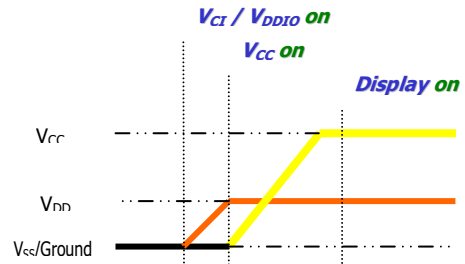 VCI / VDDIO on
VCC on
Display on
VCC
VDD
VSS/Ground